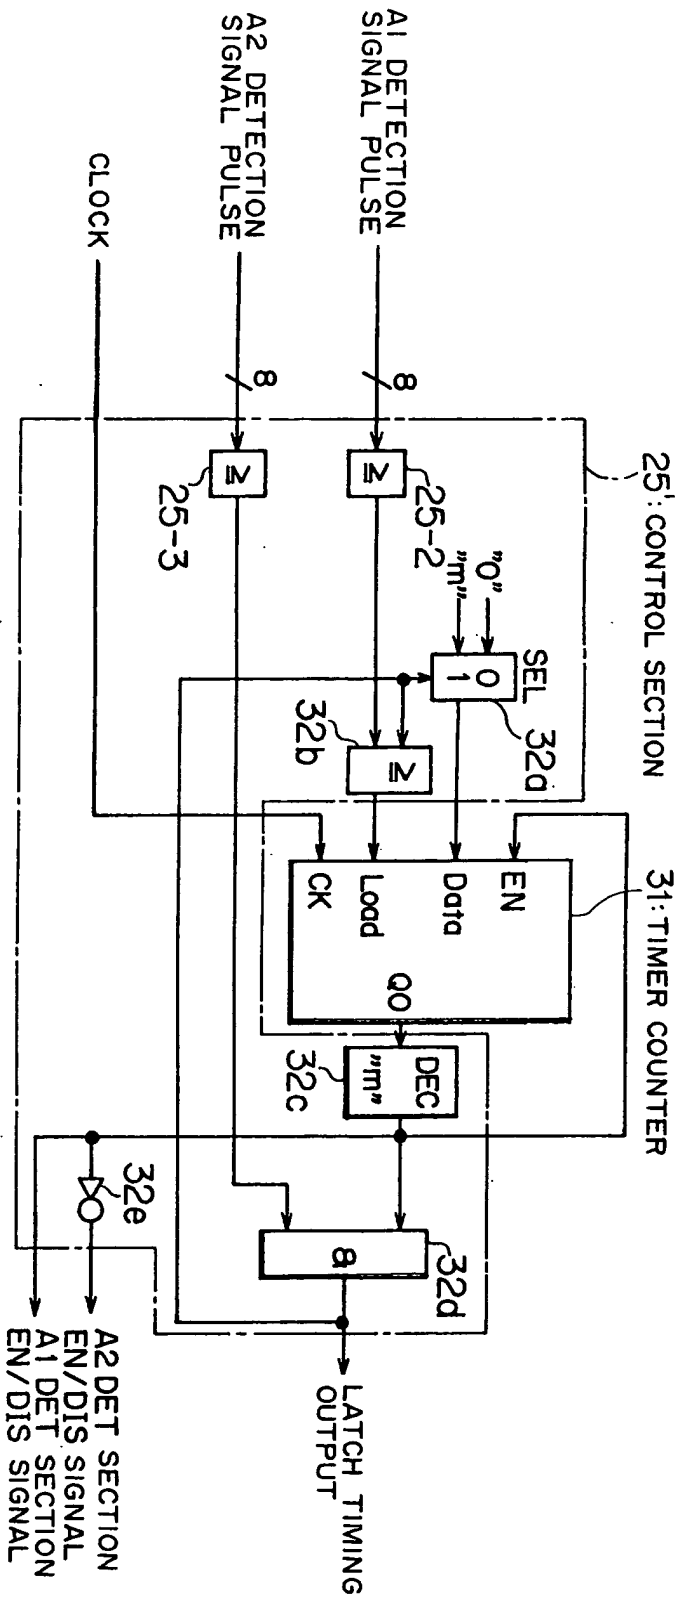 25': CONTROL SECTION
31: TIMER COUNTER
A1 DETECTION
SIGNAL PULSE
A2 DETECTION
SIGNAL PULSE
CLOCK
8
8
≥
25-2
≥
25-3
"0"
"m"
SEL
0
1
32a
≥
32b
EN
Data
Load
CK
Q0
DEC
"m"
32c
&
32d
32e
LATCH TIMING
OUTPUT
A2 DET SECTION
EN/DIS SIGNAL
A1 DET SECTION
EN/DIS SIGNAL